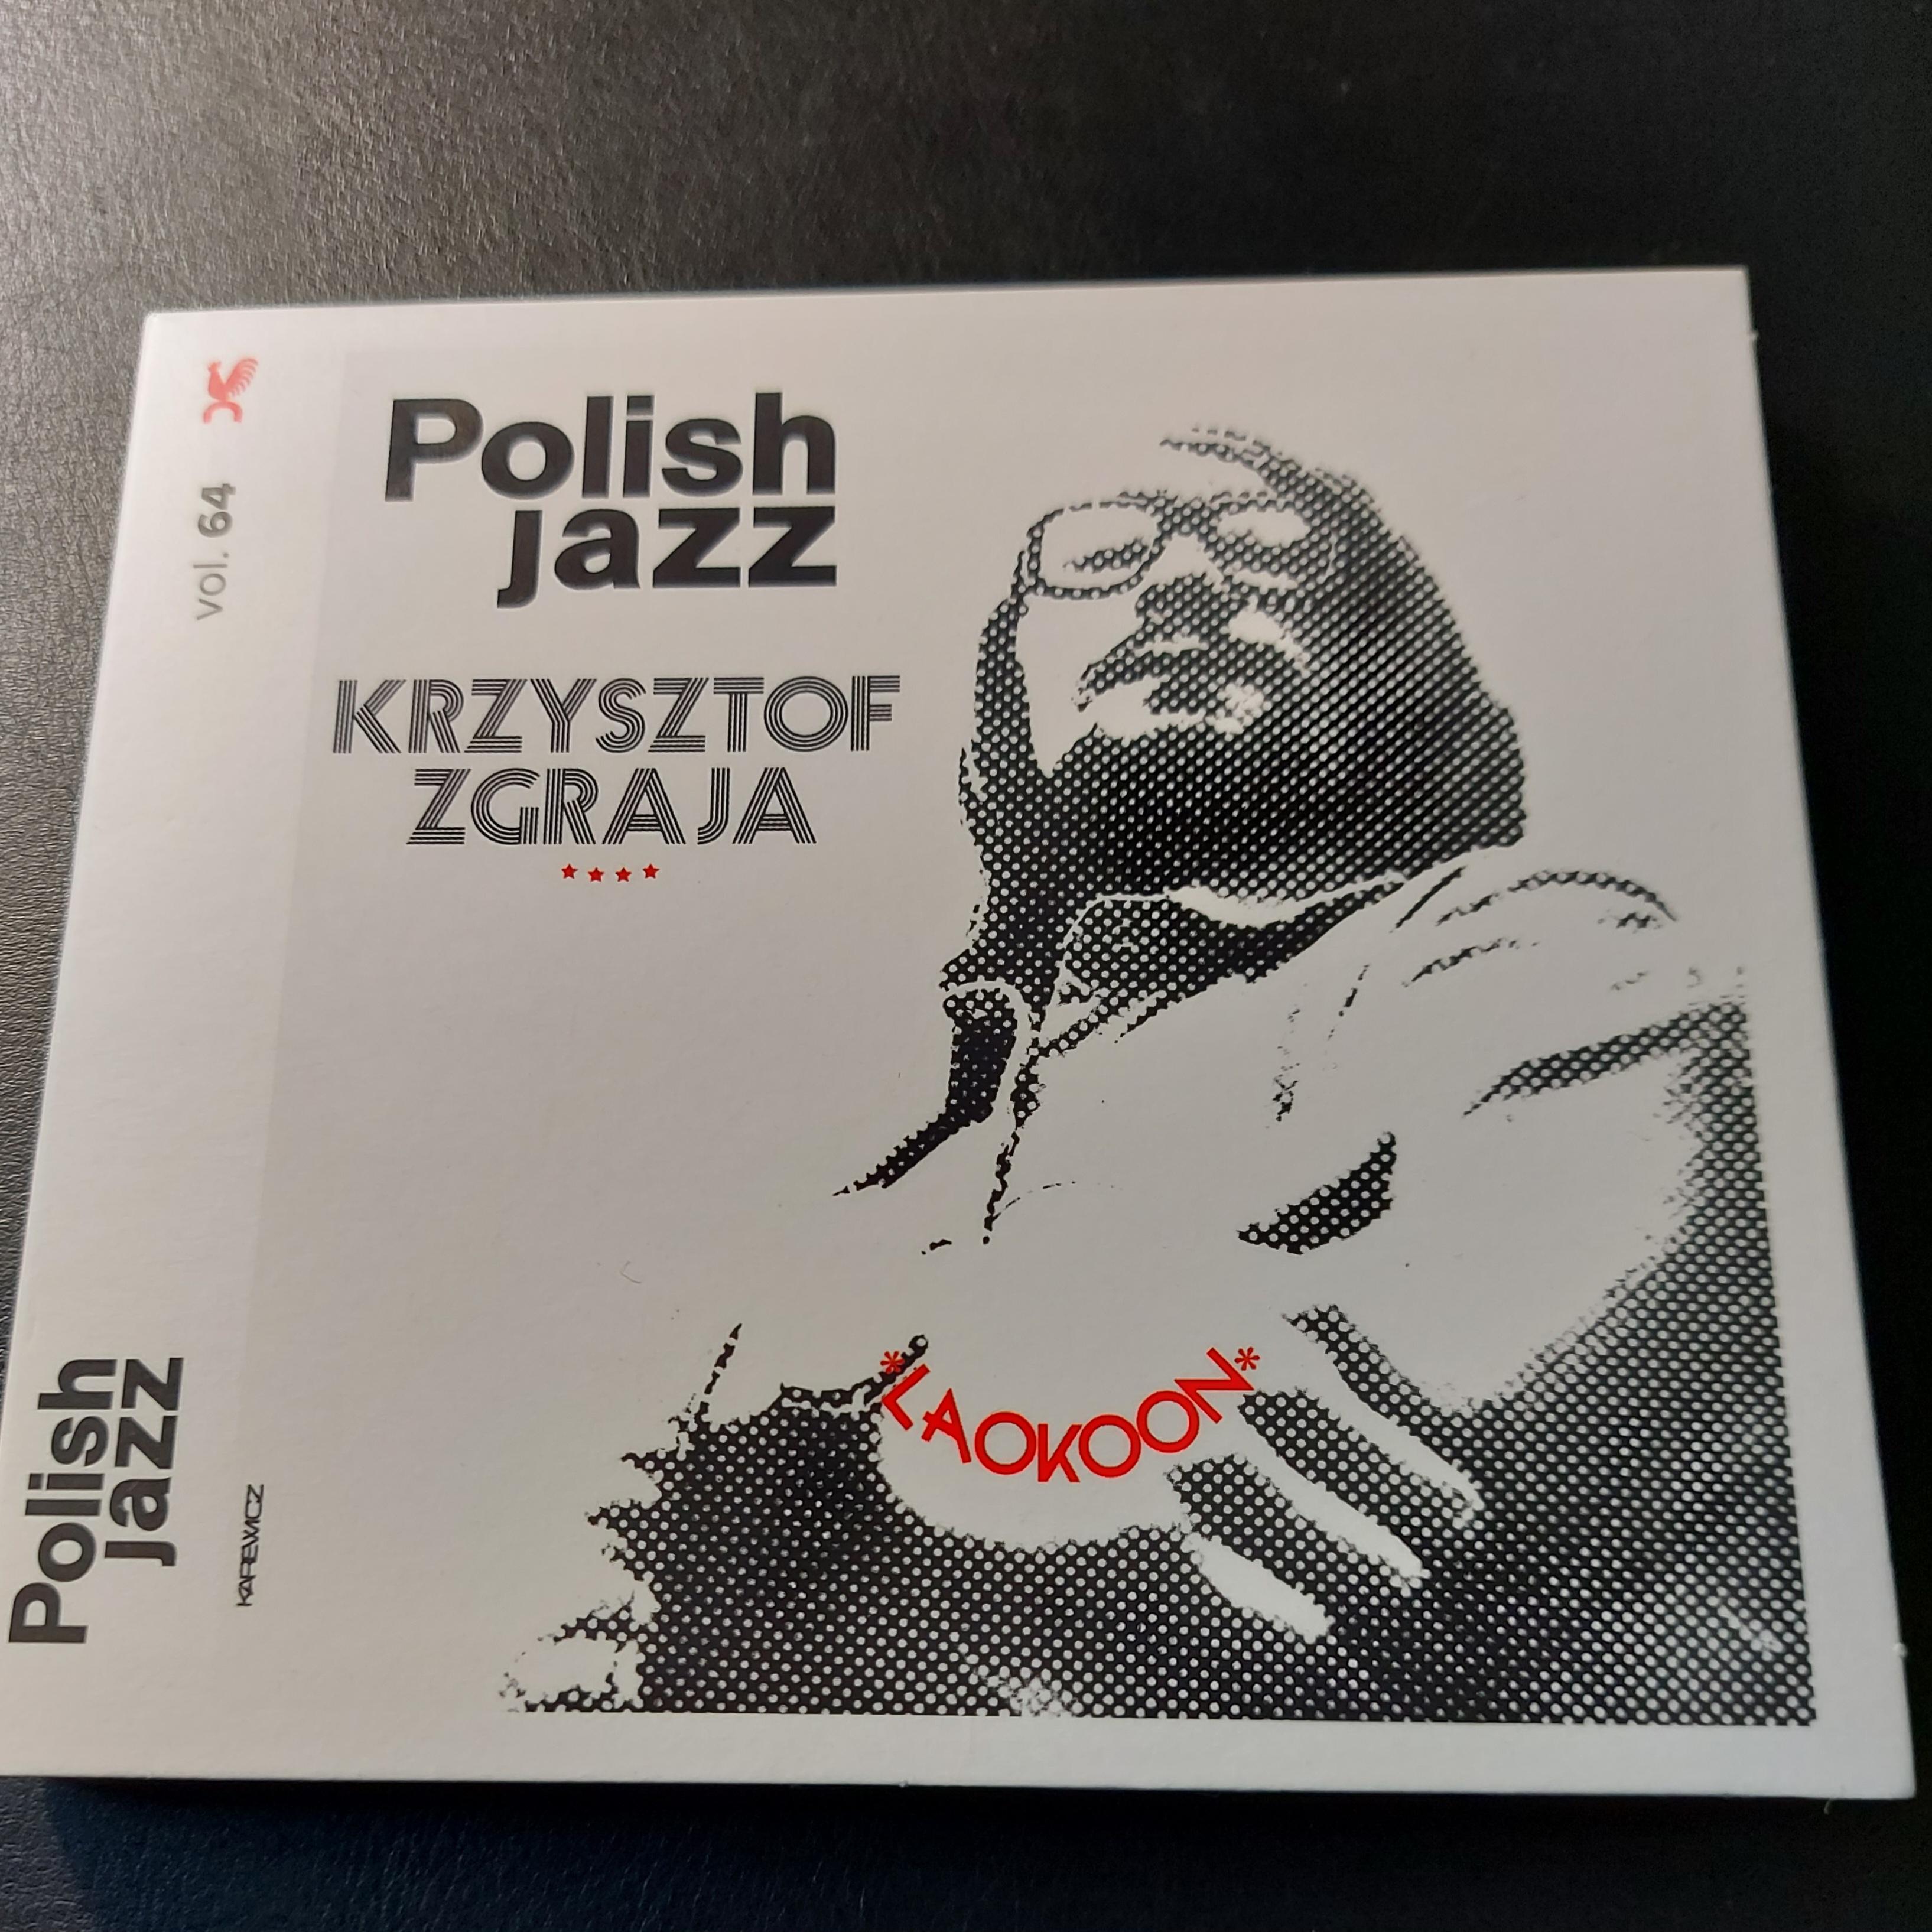 vol. 64
Polish
jazz
KRZYSZTOF
ZGRAJA
*LAOKOON*
Polish
jazz
KAREWICZ